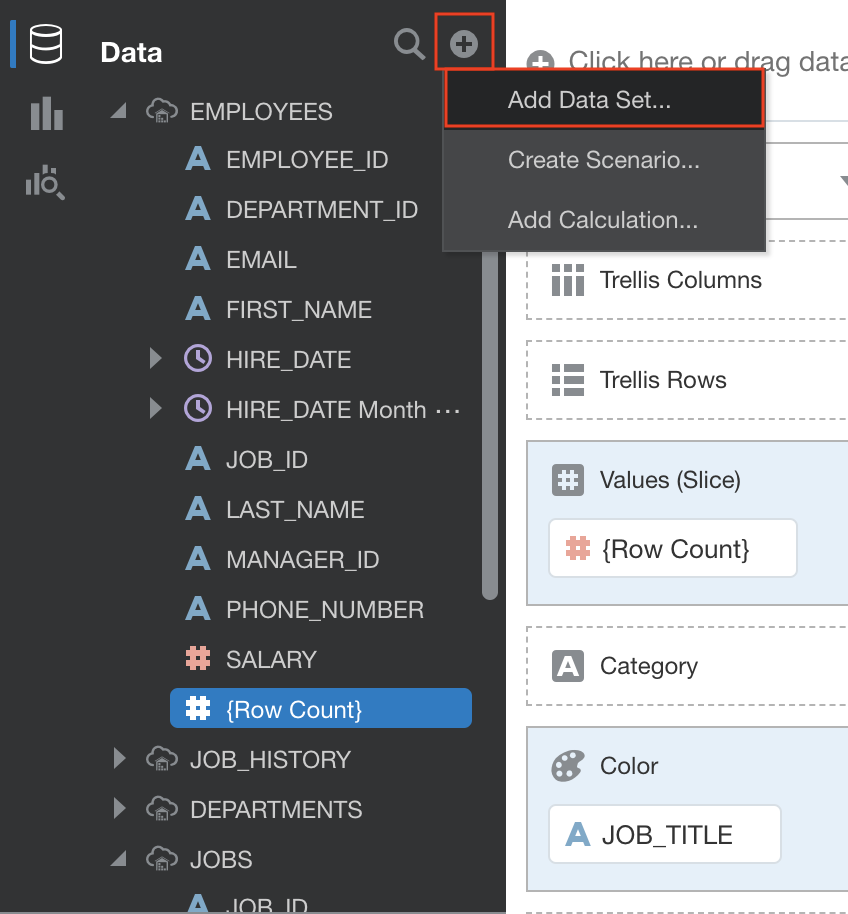 Data
EMPLOYEES
EMPLOYEE_ID
DEPARTMENT_ID
EMAIL
FIRST_NAME
HIRE_DATE
HIRE_DATE Month ...
JOB_ID
LAST_NAME
MANAGER_ID
PHONE_NUMBER
SALARY
{Row Count}
JOB_HISTORY
DEPARTMENTS
JOBS
JOB_ID
Add Data Set...
Create Scenario...
Add Calculation...
Click here or drag data
Trellis Columns
Trellis Rows
Values (Slice)
{Row Count}
Category
Color
JOB_TITLE